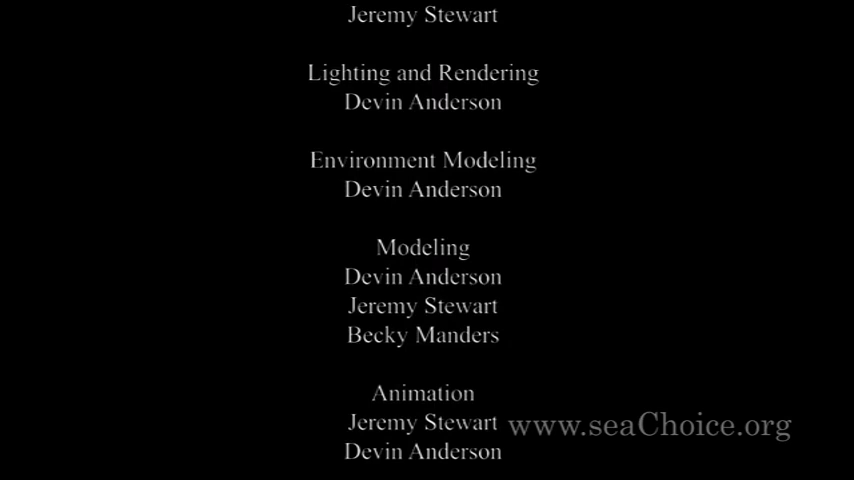 Jeremy Stewart
Lighting and Rendering
Devin Anderson
Environment Modeling
Devin Anderson
Modeling
Devin Anderson
Jeremy Stewart
Becky Manders
Animation
Jeremy Stewart
www.seaChoice.org
Devin Anderson